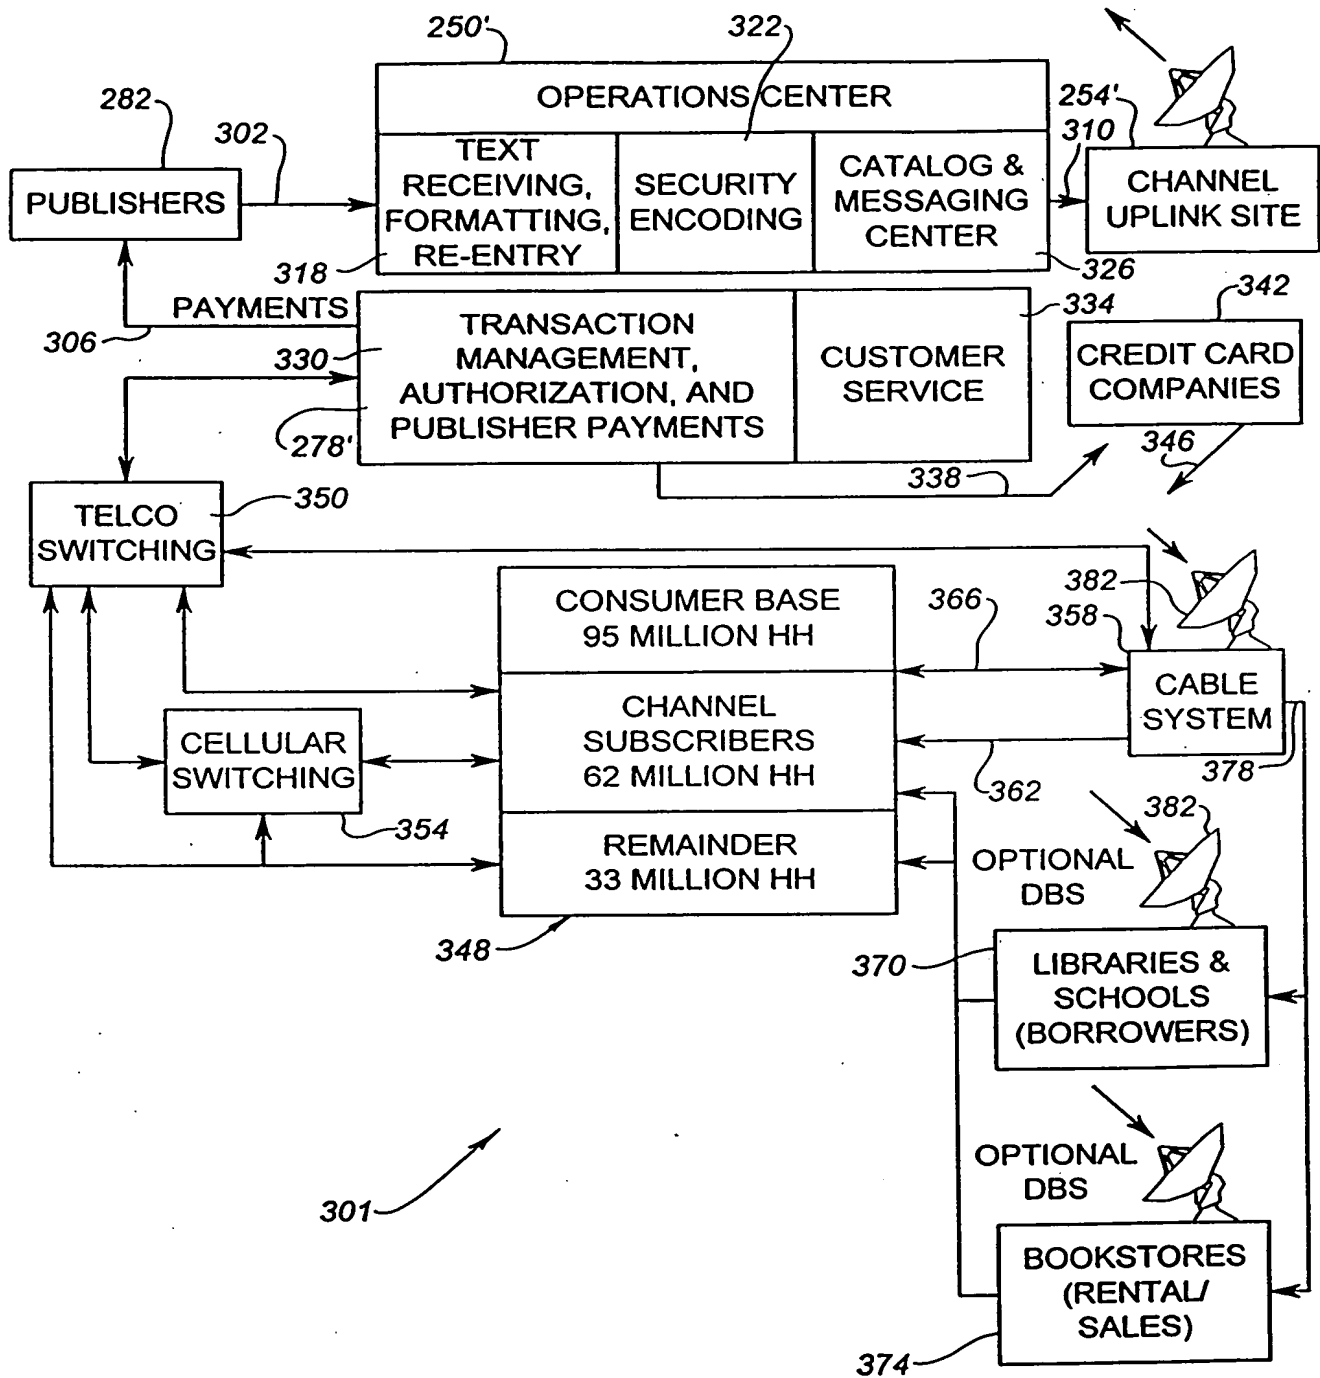 250'
322
OPERATIONS CENTER
282
302
254'
310
PUBLISHERS
TEXT
RECEIVING,
FORMATTING,
RE-ENTRY
SECURITY
ENCODING
CATALOG &
MESSAGING
CENTER
CHANNEL
UPLINK SITE
318
326
PAYMENTS
306
330
TRANSACTION
MANAGEMENT,
AUTHORIZATION, AND
PUBLISHER PAYMENTS
278'
334
CUSTOMER
SERVICE
342
CREDIT CARD
COMPANIES
346
338
350
TELCO
SWITCHING
CONSUMER BASE
95 MILLION HH
366
382
358
CABLE
SYSTEM
CHANNEL
SUBSCRIBERS
62 MILLION HH
CELLULAR
SWITCHING
354
362
378
382
REMAINDER
33 MILLION HH
348
OPTIONAL
DBS
370
LIBRARIES &
SCHOOLS
(BORROWERS)
301
OPTIONAL
DBS
BOOKSTORES
(RENTAL/
SALES)
374